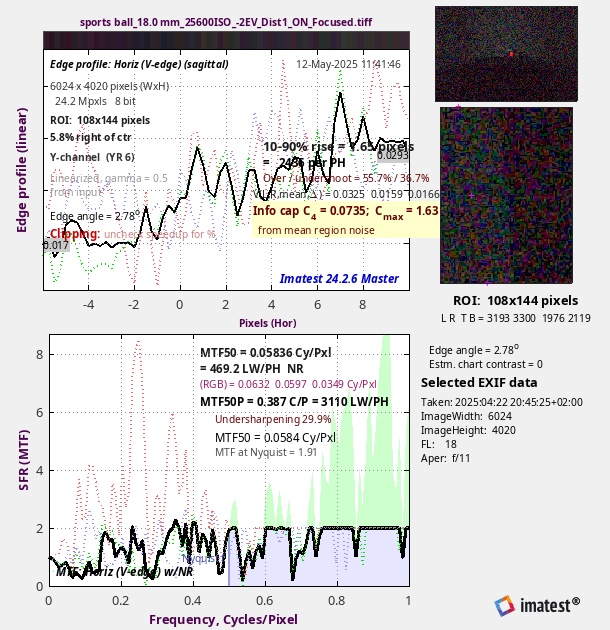 sports ball_18.0 mm_25600ISO_-2EV_Dist1_ON_Focused.tiff
Edge profile: Horiz (V-edge) (sagittal)
12-May-2025 11:41:46
6024 x 4020 pixels (WxH)
24.2 Mpxls 8 bit
ROI: 108x144 pixels
5.8% right of ctr
Y-channel (YR 6)
Linearized, gamma = 0.5
from input
Edge angle = 2.78⁰
Clipping: uncheck speedup for %
10-90% rise = 1.65 pixels
= 2436 per PH
Over / undershoot = 55.7% / 36.7%
= 0.0325 0.0159 0.0166
Info cap C4 = 0.0735; Cmax = 1.63
from mean region noise
0.0293
0.017
Imatest 24.2.6 Master
Edge profile (linear)
-4 -2 0 2 4 6 8
Pixels (Hor)
MTF50 = 0.05836 Cy/Pxl
= 469.2 LW/PH NR
(RGB) = 0.0632 0.0597 0.0349 Cy/Pxl
MTF50P = 0.387 C/P = 3110 LW/PH
Undersharpening 29.9%
MTF50 = 0.0584 Cy/Pxl
MTF at Nyquist = 1.91
Nyquist
MTF: Horiz (V-edge) w/NR
SFR (MTF)
8
6
4
2
0
0 0.2 0.4 0.6 0.8 1
Frequency, Cycles/Pixel
ROI: 108x144 pixels
L R T B = 3193 3300 1976 2119
Edge angle = 2.78⁰
Estm. chart contrast = 0
Selected EXIF data
Taken: 2025:04:22 20:45:25+02:00
ImageWidth: 6024
ImageHeight: 4020
FL: 18
Aper: f/11
imatest®